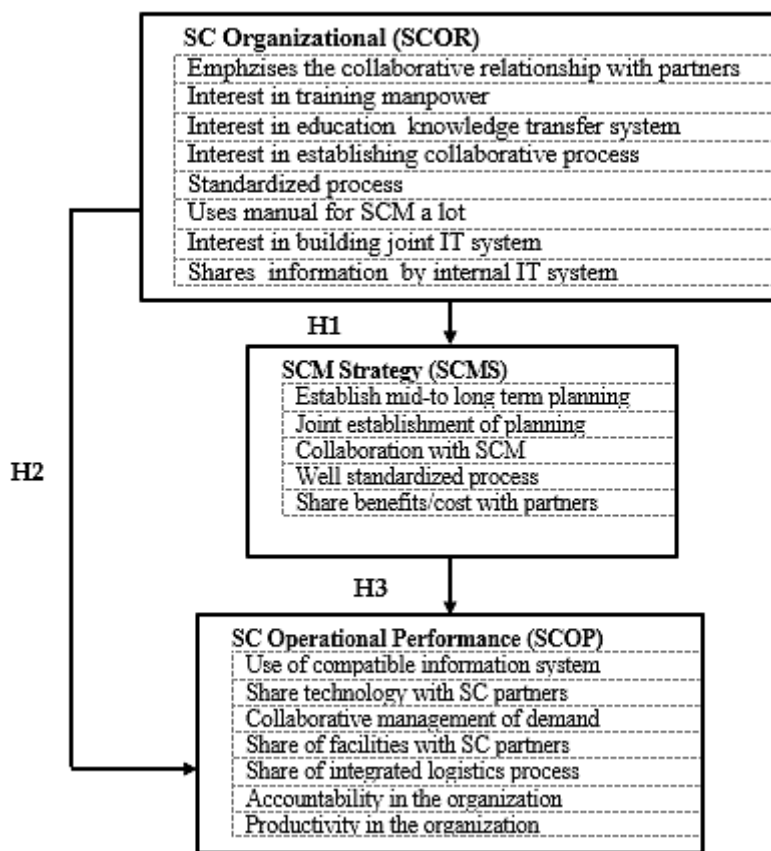 SC Organizational (SCOR)
Emphzises the collaborative relationship with partners
Interest in training manpower
Interest in education knowledge transfer system
Interest in establishing collaborative process
Standardized process
Uses manual for SCM a lot
Interest in building joint IT system
Shares information by internal IT system
H1
SCM Strategy (SCMS)
Establish mid-to long term planning
Joint establishment of planning
Collaboration with SCM
Well standardized process
Share benefits/cost with partners
H2
H3
SC Operational Performance (SCOP)
Use of compatible information system
Share technology with SC partners
Collaborative management of demand
Share of facilities with SC partners
Share of integrated logistics process
Accountability in the organization
Productivity in the organization